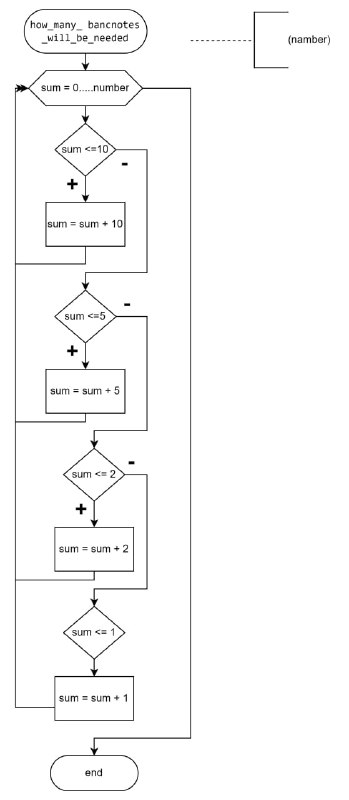 how_many_ bancnotes
_will_be_needed
(namber)
sum = 0.....number
sum <=10
-
+
sum = sum + 10
-
sum <=5
+
sum = sum + 5
-
sum <= 2
+
sum = sum + 2
sum <= 1
sum = sum + 1
end